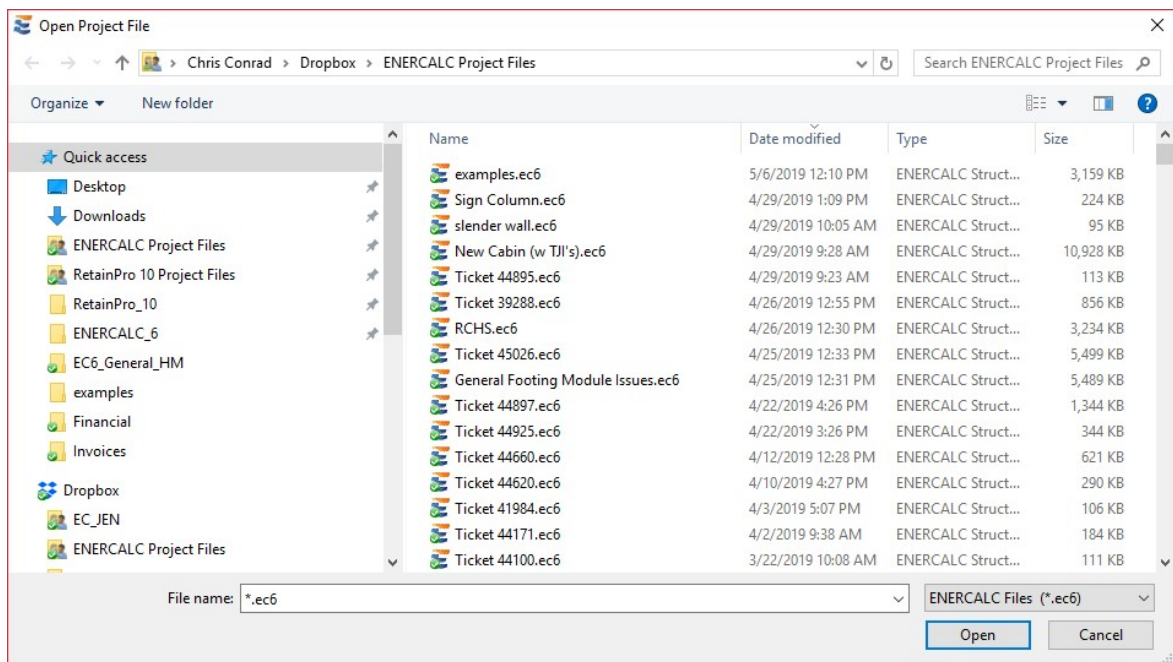 Open Project File
Chris Conrad > Dropbox > ENERCALC Project Files
Search ENERCALC Project Files
Organize
New folder
Name Date modified Type Size
Quick access
Desktop
Downloads
ENERCALC Project Files
RetainPro 10 Project Files
RetainPro_10
ENERCALC_6
EC6_General_HM
examples
Financial
Invoices
Dropbox
EC_JEN
ENERCALC Project Files
examples.ec6 5/6/2019 12:10 PM ENERCALC Struct... 3,159 KB
Sign Column.ec6 4/29/2019 1:09 PM ENERCALC Struct... 224 KB
slender wall.ec6 4/29/2019 10:05 AM ENERCALC Struct... 95 KB
New Cabin (w TJI's).ec6 4/29/2019 9:28 AM ENERCALC Struct... 10,928 KB
Ticket 44895.ec6 4/29/2019 9:23 AM ENERCALC Struct... 113 KB
Ticket 39288.ec6 4/26/2019 12:55 PM ENERCALC Struct... 856 KB
RCHS.ec6 4/26/2019 12:30 PM ENERCALC Struct... 3,234 KB
Ticket 45026.ec6 4/25/2019 12:33 PM ENERCALC Struct... 5,499 KB
General Footing Module Issues.ec6 4/25/2019 12:31 PM ENERCALC Struct... 5,489 KB
Ticket 44897.ec6 4/22/2019 4:26 PM ENERCALC Struct... 1,344 KB
Ticket 44925.ec6 4/22/2019 3:26 PM ENERCALC Struct... 344 KB
Ticket 44660.ec6 4/12/2019 12:28 PM ENERCALC Struct... 621 KB
Ticket 44620.ec6 4/10/2019 4:27 PM ENERCALC Struct... 290 KB
Ticket 41984.ec6 4/3/2019 5:07 PM ENERCALC Struct... 106 KB
Ticket 44171.ec6 4/2/2019 9:38 AM ENERCALC Struct... 184 KB
Ticket 44100.ec6 3/22/2019 10:08 AM ENERCALC Struct... 111 KB
File name: *.ec6
ENERCALC Files (*.ec6)
Open
Cancel